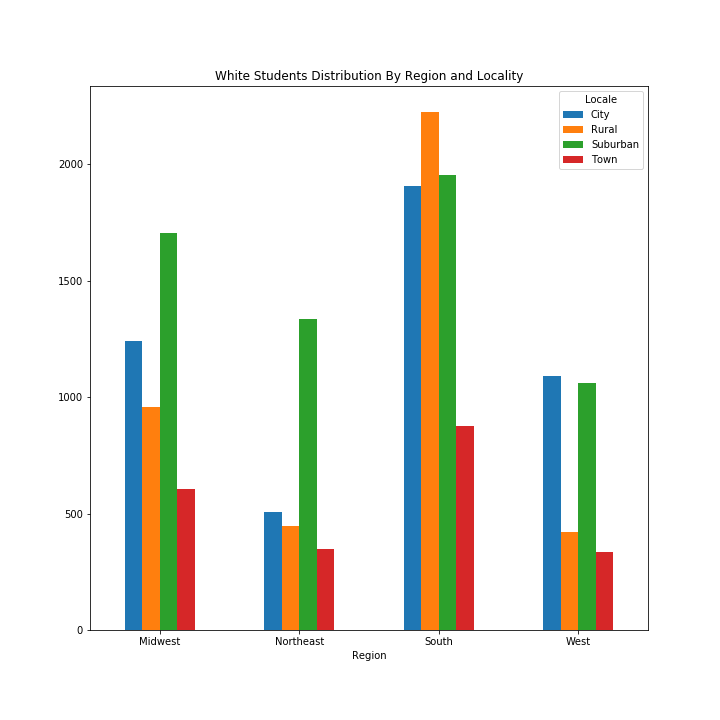 White Students Distribution By Region and Locality
Locale
City
Rural
Suburban
Town
2000
1500
1000
500
0
Midwest Northeast South West
Region